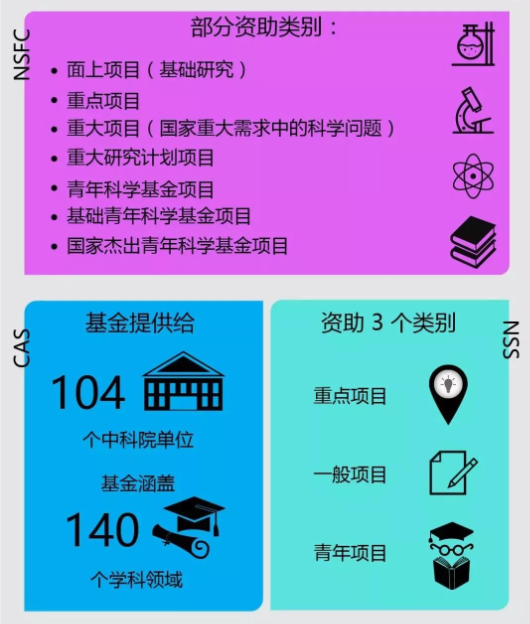 NSFC
部分资助类别：
• 面上项目（基础研究）
• 重点项目
• 重大项目（国家重大需求中的科学问题）
• 重大研究计划项目
• 青年科学基金项目
• 基础青年科学基金项目
• 国家杰出青年科学基金项目
CAS
基金提供给
104
个中科院单位
基金涵盖
140
个学科领域
NSS
资助 3 个类别
重点项目
一般项目
青年项目